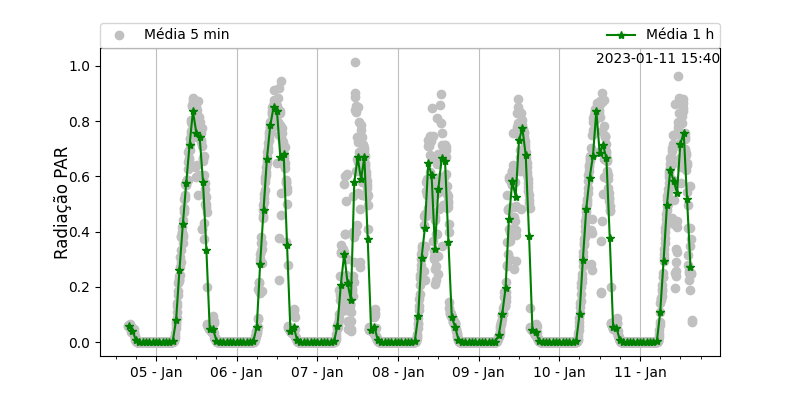 Média 5 min
Média 1 h
2023-01-11 15:40
Radiação PAR
1.0
0.8
0.6
0.4
0.2
0.0
05 - Jan
06 - Jan
07 - Jan
08 - Jan
09 - Jan
10 - Jan
11 - Jan